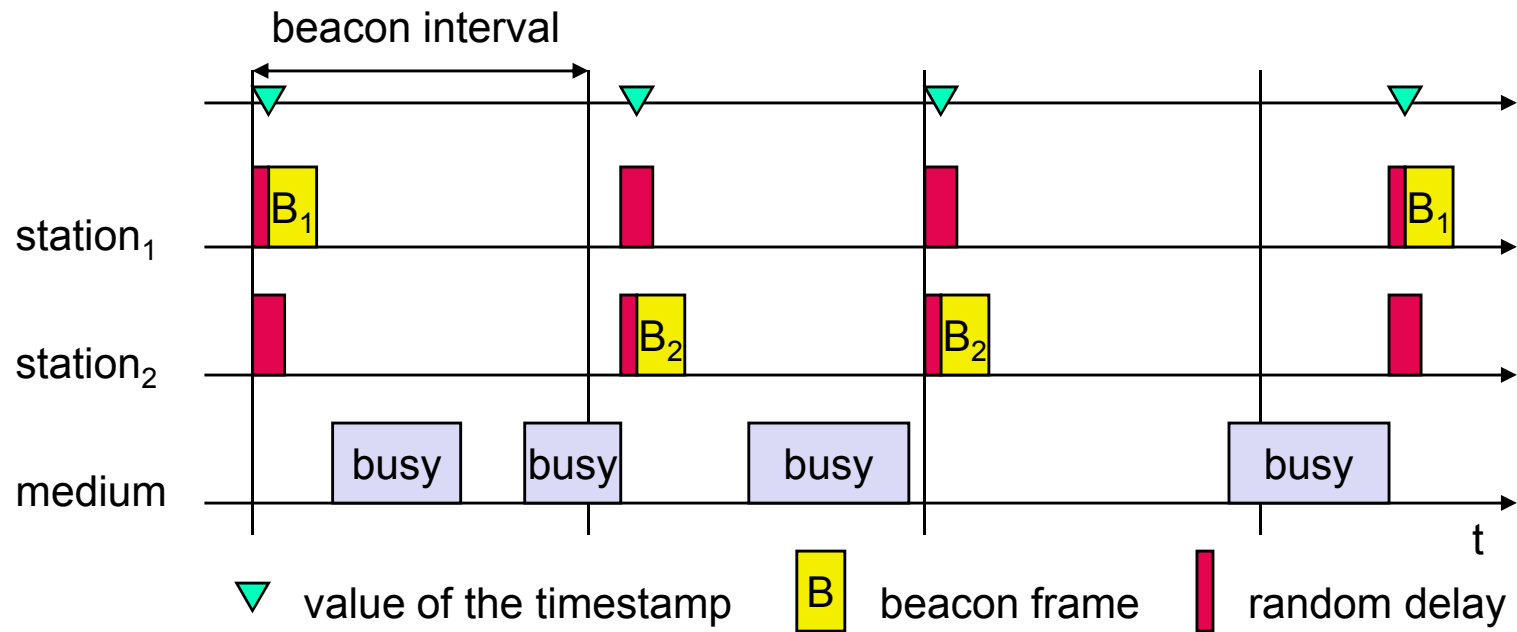 beacon interval
B₁ B₁
station₁
B₂ B₂
station₂
busy busy busy busy
medium
t
value of the timestamp B beacon frame random delay